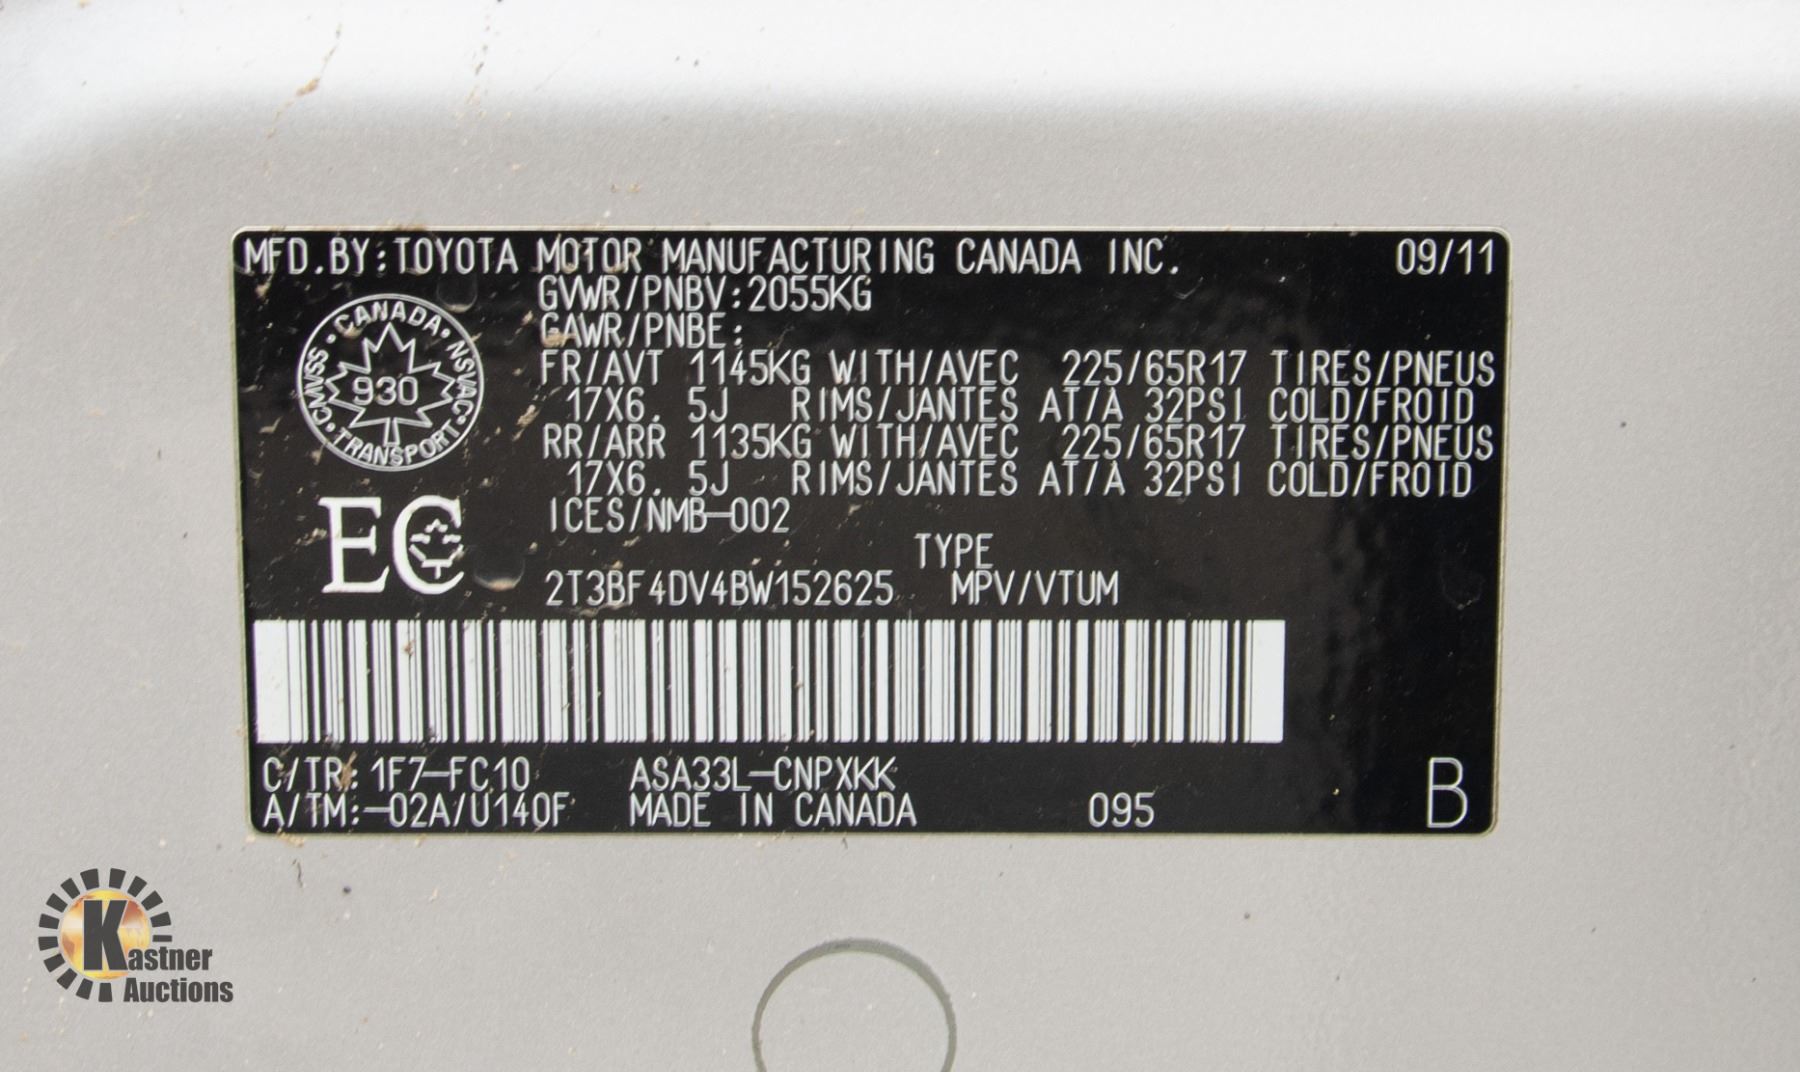 MFD.BY:TOYOTA MOTOR MANUFACTURING CANADA INC. 09/11
GVWR/PNBV:2055KG
GAWR/PNBE:
FR/AVT 1145KG WITH/AVEC 225/65R17 TIRES/PNEUS
17X6.5J RIMS/JANTES AT/A 32PSI COLD/FROID
RR/ARR 1135KG WITH/AVEC 225/65R17 TIRES/PNEUS
17X6.5J RIMS/JANTES AT/A 32PSI COLD/FROID
ICES/NMB-002
CANADA · NSVAC · TRANSPORT · CMVSS
930
EC
TYPE
2T3BF4DV4BW152625 MPV/VTUM
C/TR: 1F7-FC10 ASA33L-CNPXKK
A/TM:-02A/U140F MADE IN CANADA 095 B
Kastner
Auctions